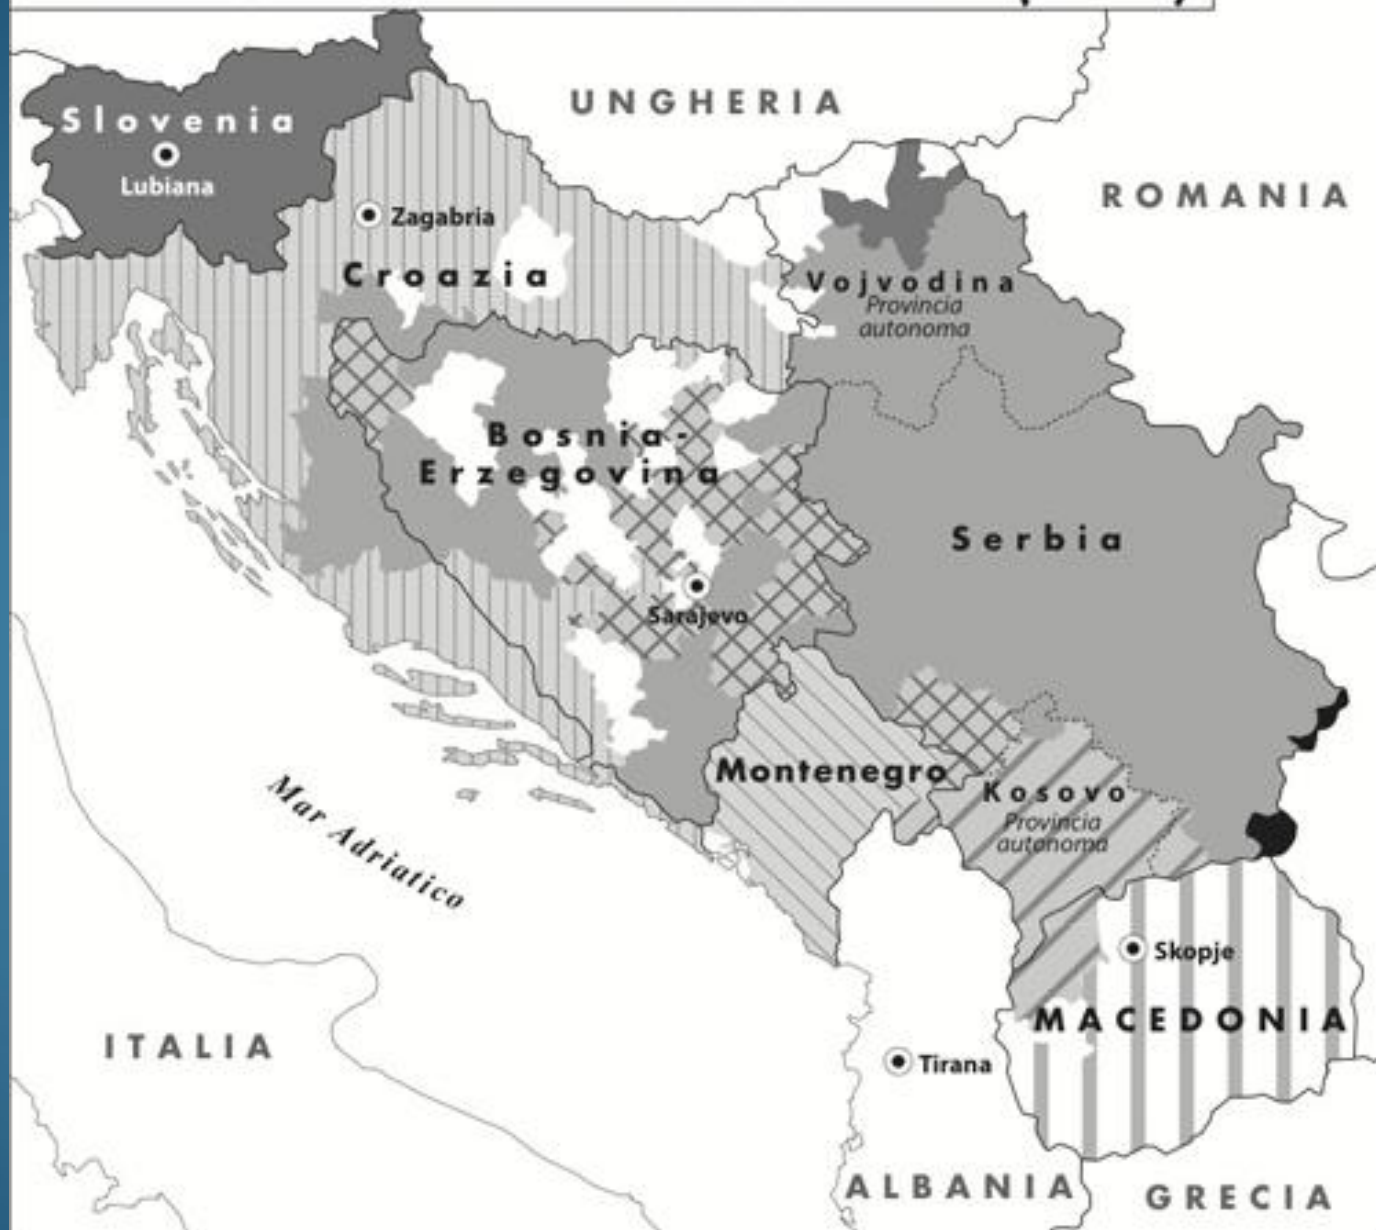 UNGHERIA
Slovenia
Lubiana
ROMANIA
Zagabria
Croazia
Vojvodina
Provincia
autonoma
Bosnia-
Erzegovina
Serbia
Sarajevo
Montenegro
Kosovo
Provincia
autonoma
Mar Adriatico
Skopje
MACEDONIA
ITALIA
Tirana
ALBANIA
GRECIA